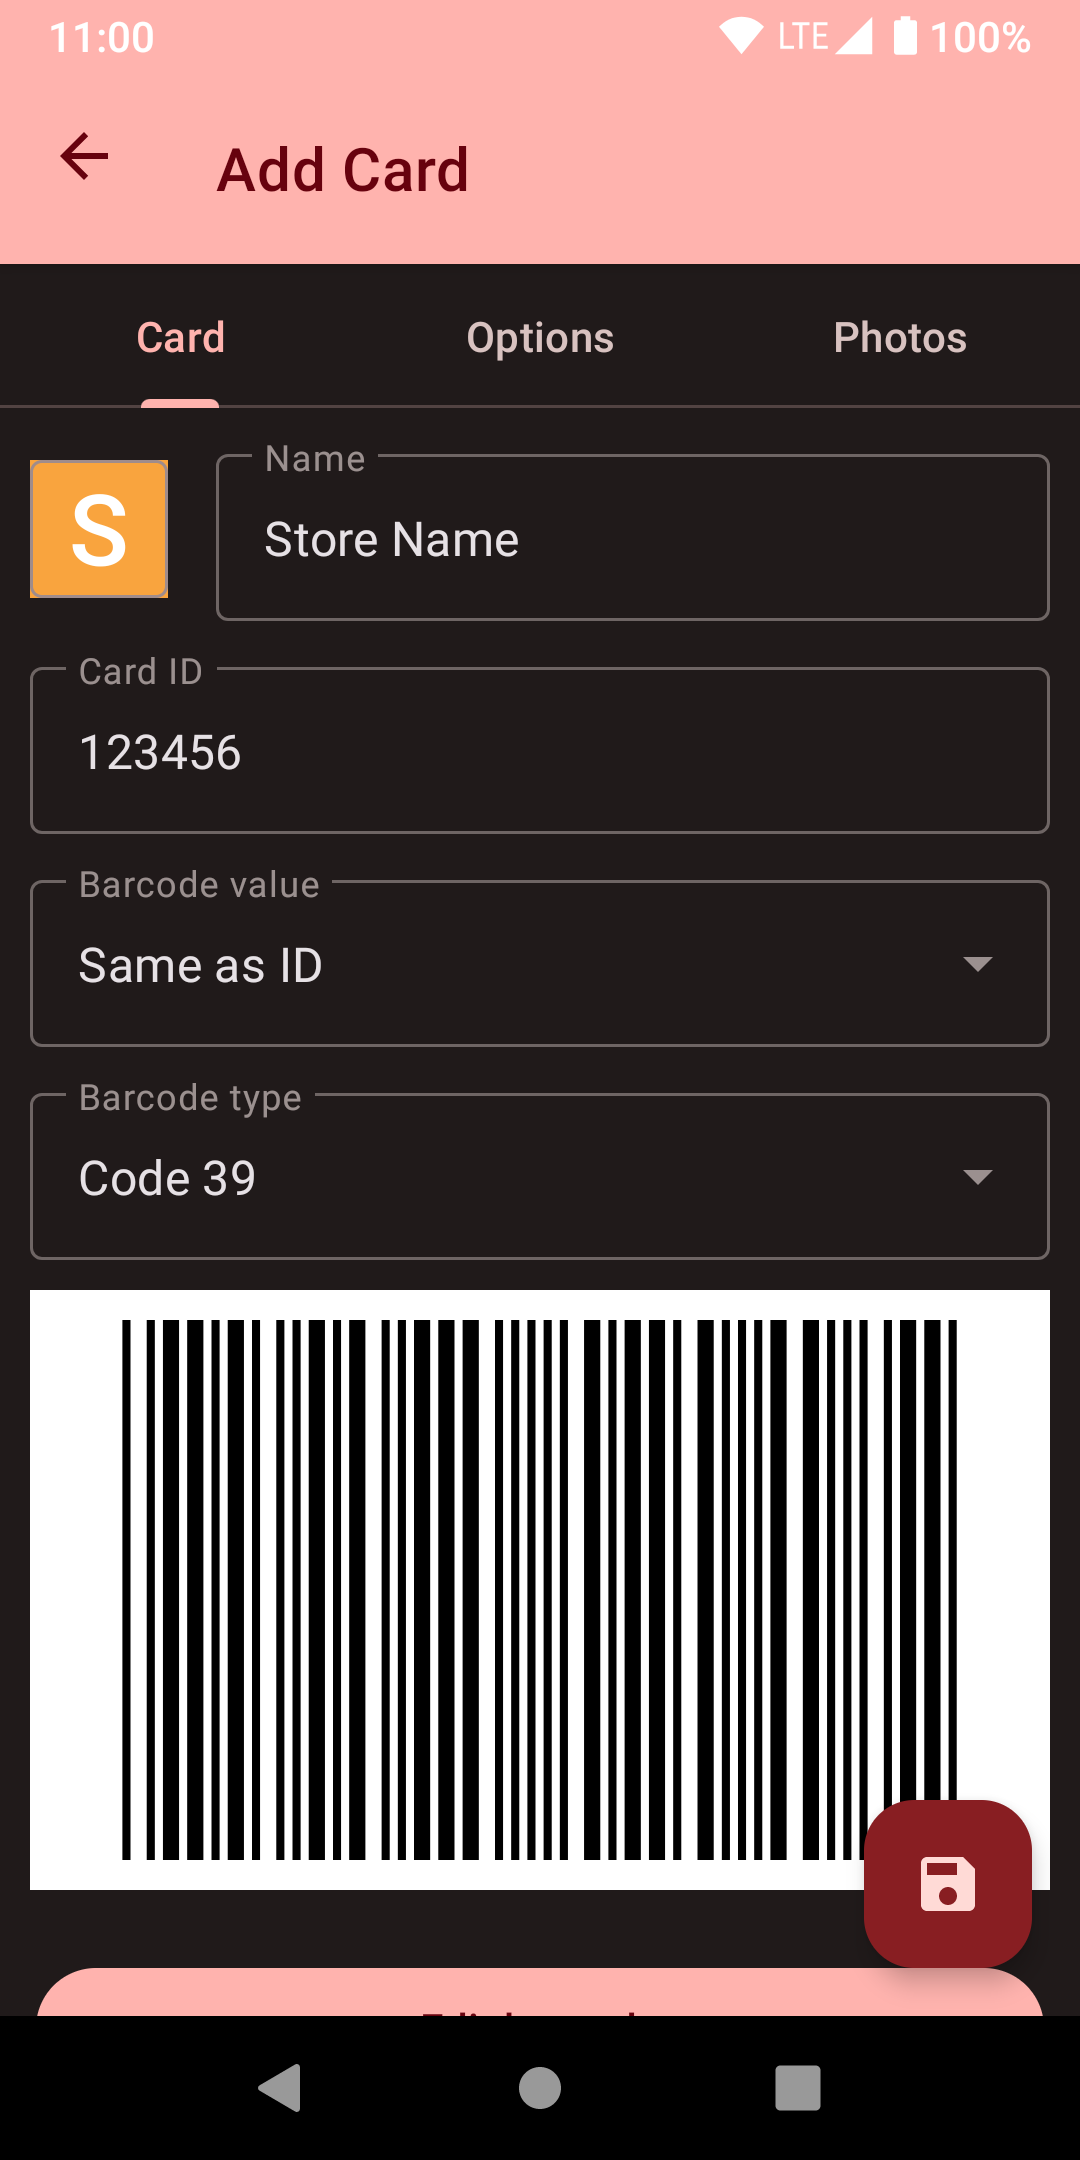 11:00 LTE 100%
Add Card
Card Options Photos
S
Name
Store Name
Card ID
123456
Barcode value
Same as ID
Barcode type
Code 39